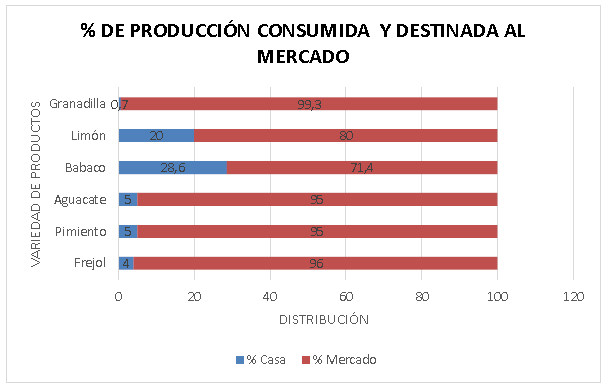 % DE PRODUCCIÓN CONSUMIDA Y DESTINADA AL
MERCADO
VARIEDAD DE PRODUCTOS
Granadilla 0,7 99,3
Limón 20 80
Babaco 28,6 71,4
Aguacate 5 95
Pimiento 5 95
Frejol 4 96
0 20 40 60 80 100 120
DISTRIBUCIÓN
% Casa % Mercado